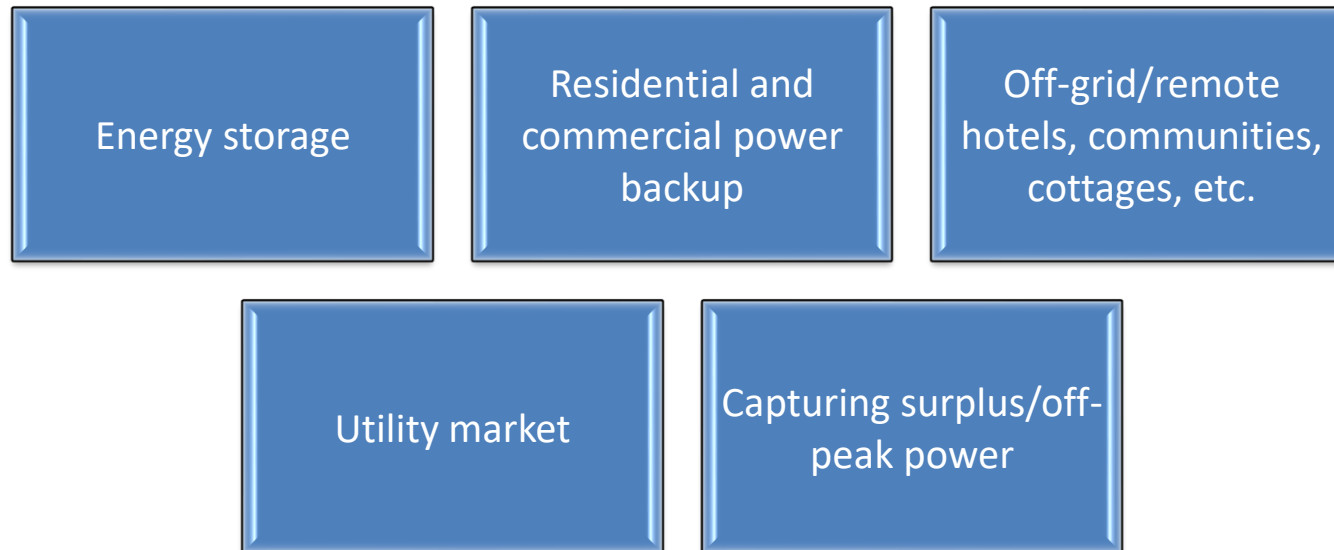 Energy storage
Residential and
commercial power
backup
Off-grid/remote
hotels, communities,
cottages, etc.
Utility market
Capturing surplus/off-
peak power